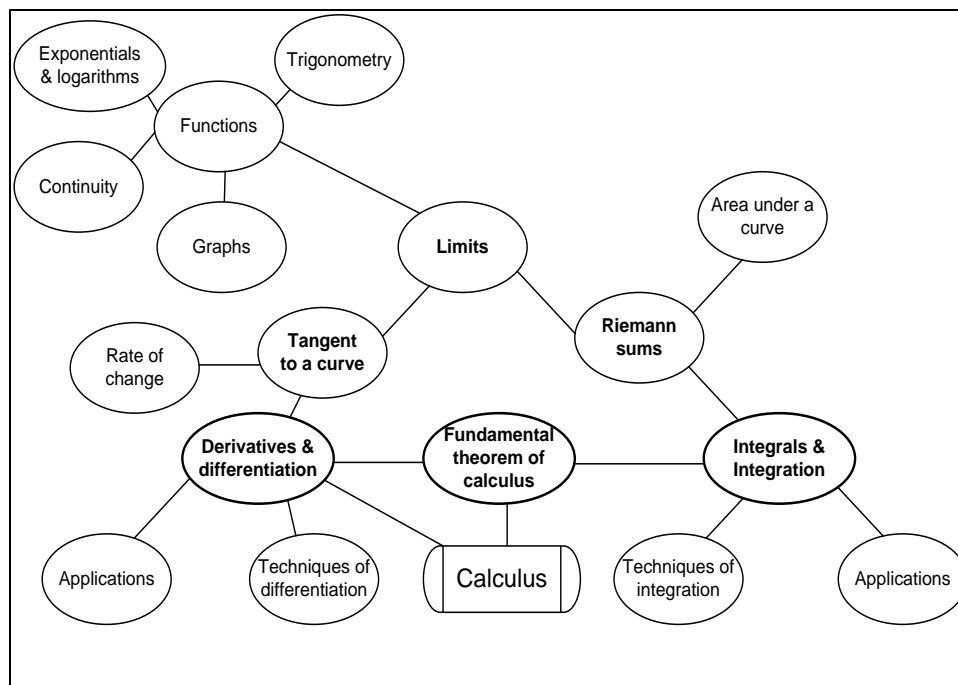 Exponentials
& logarithms
Trigonometry
Functions
Continuity
Graphs
Limits
Area under a
curve
Riemann
sums
Tangent
to a curve
Rate of
change
Derivatives &
differentiation
Fundamental
theorem of
calculus
Integrals &
Integration
Applications
Techniques of
differentiation
Calculus
Techniques of
integration
Applications